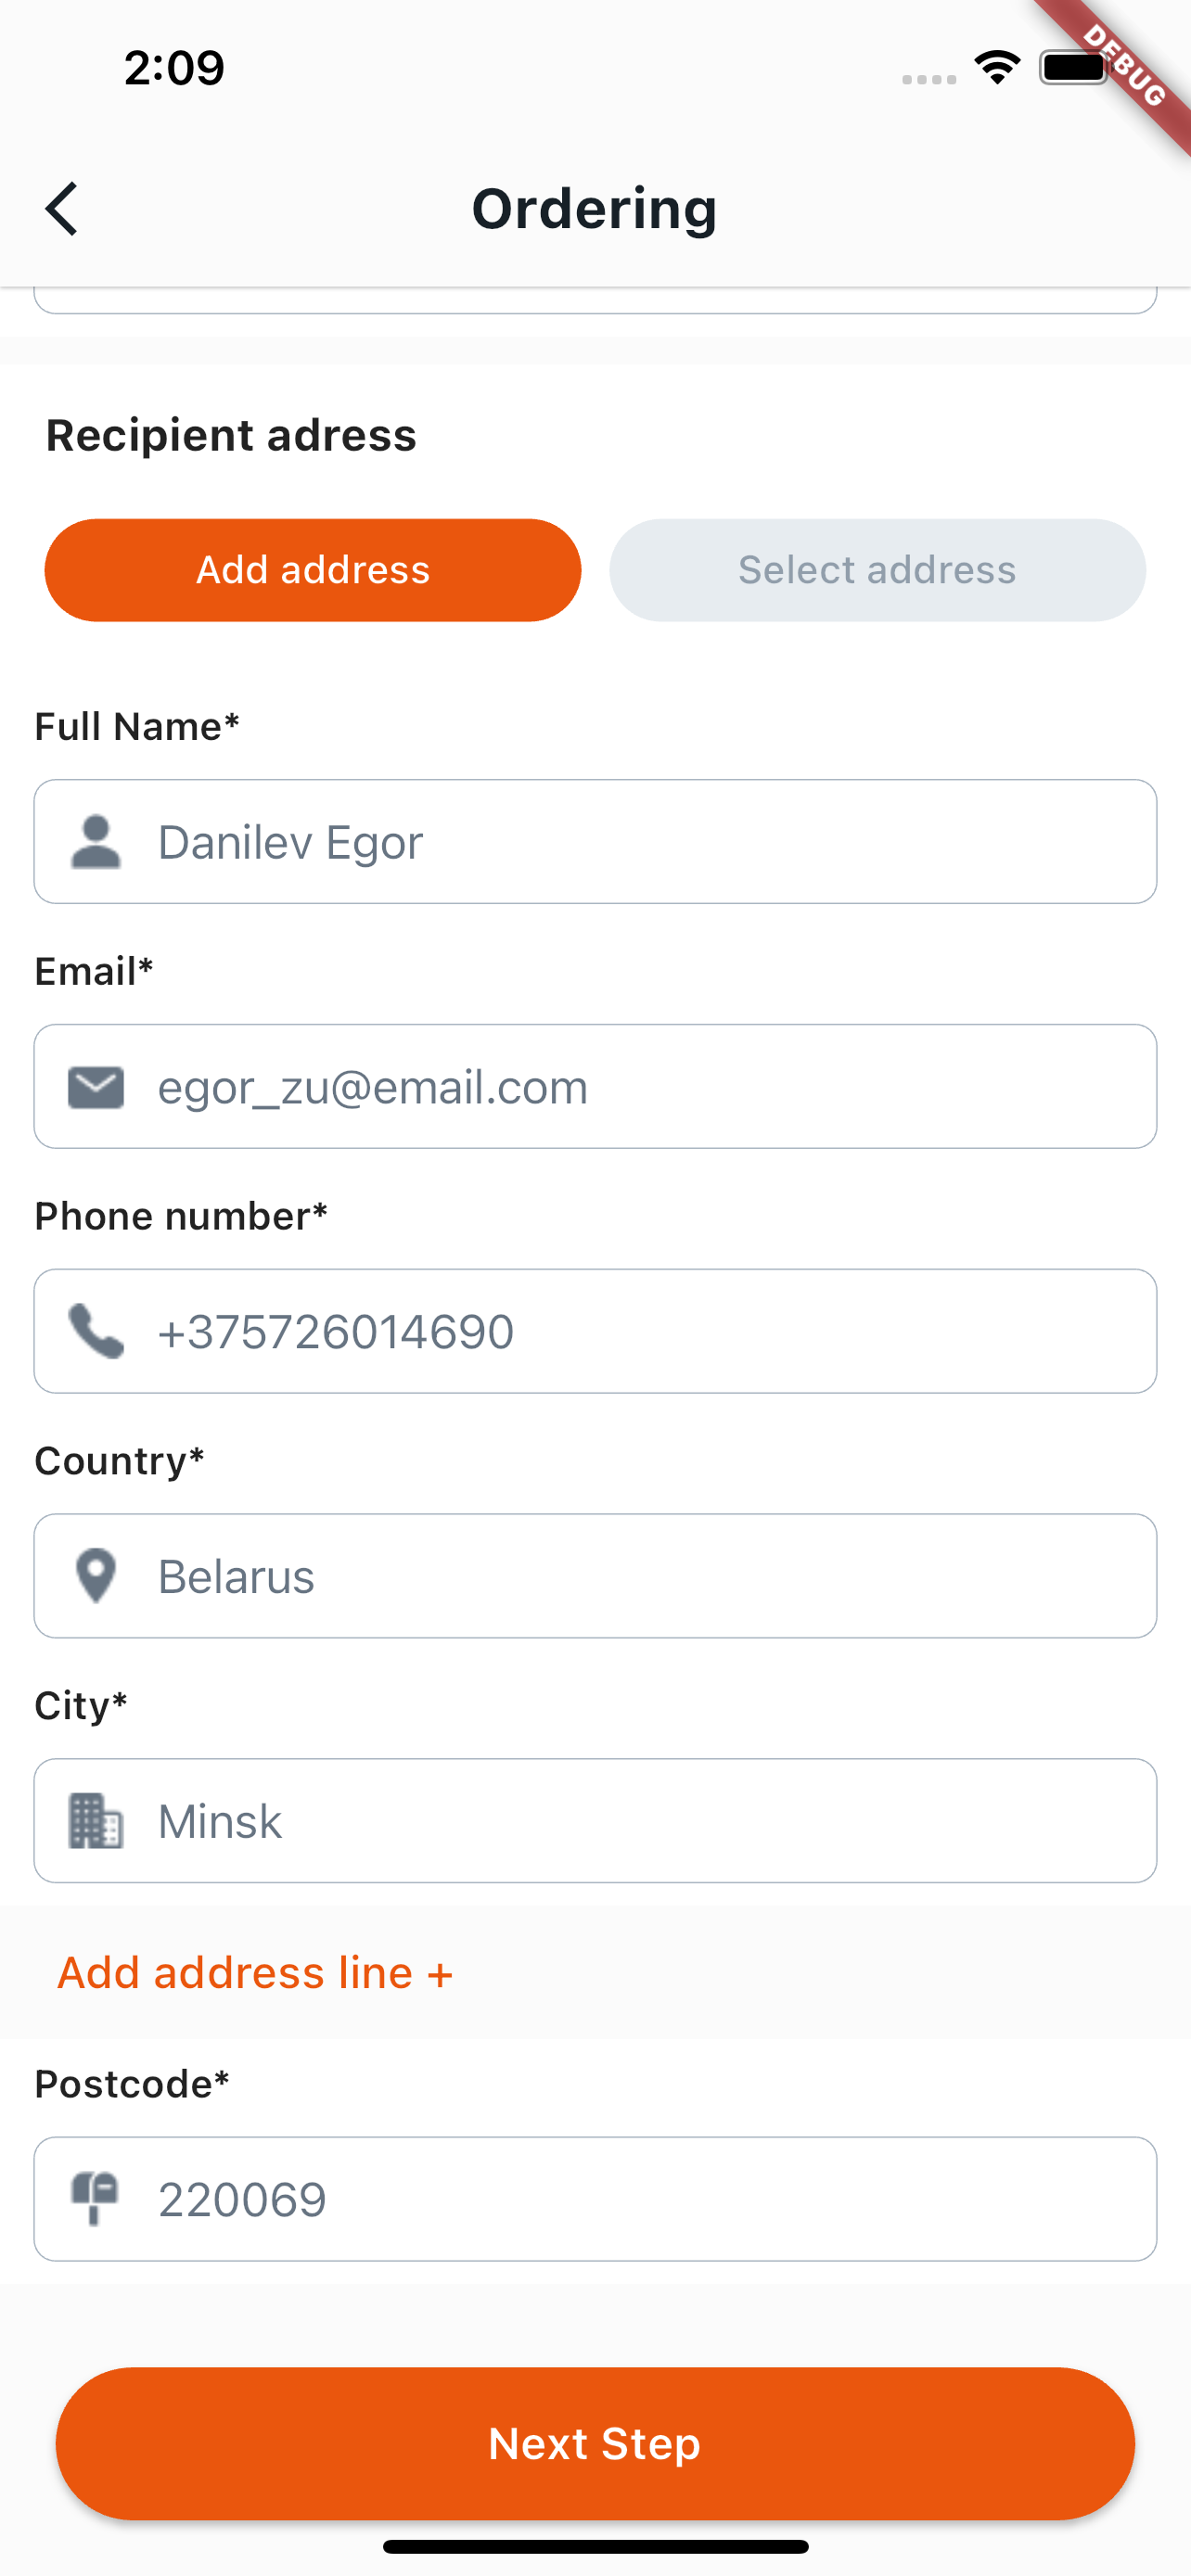 2:09
DEBUG
Ordering
Recipient adress
Add address
Select address
Full Name*
Danilev Egor
Email*
egor_zu@email.com
Phone number*
+375726014690
Country*
Belarus
City*
Minsk
Add address line +
Postcode*
220069
Next Step